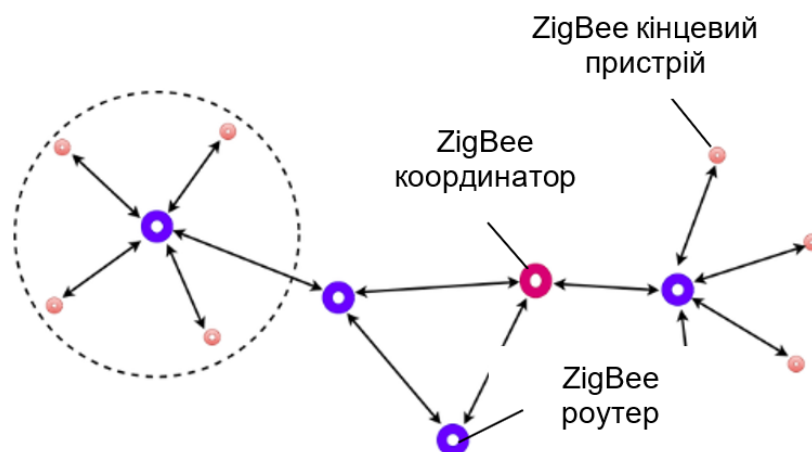 ZigBee кінцевий
пристрій
ZigBee
координатор
ZigBee
роутер